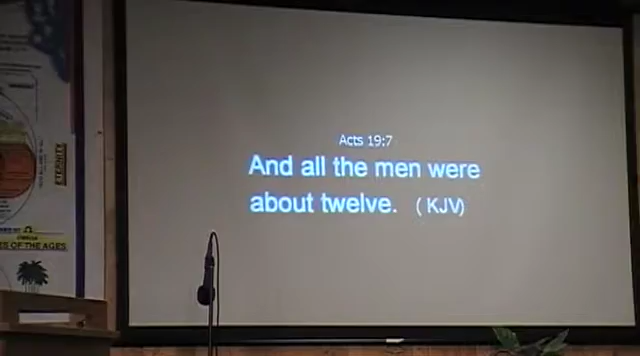 Acts 19:7
And all the men were
about twelve. ( KJV)
ETERNITY
ES OF THE AGES